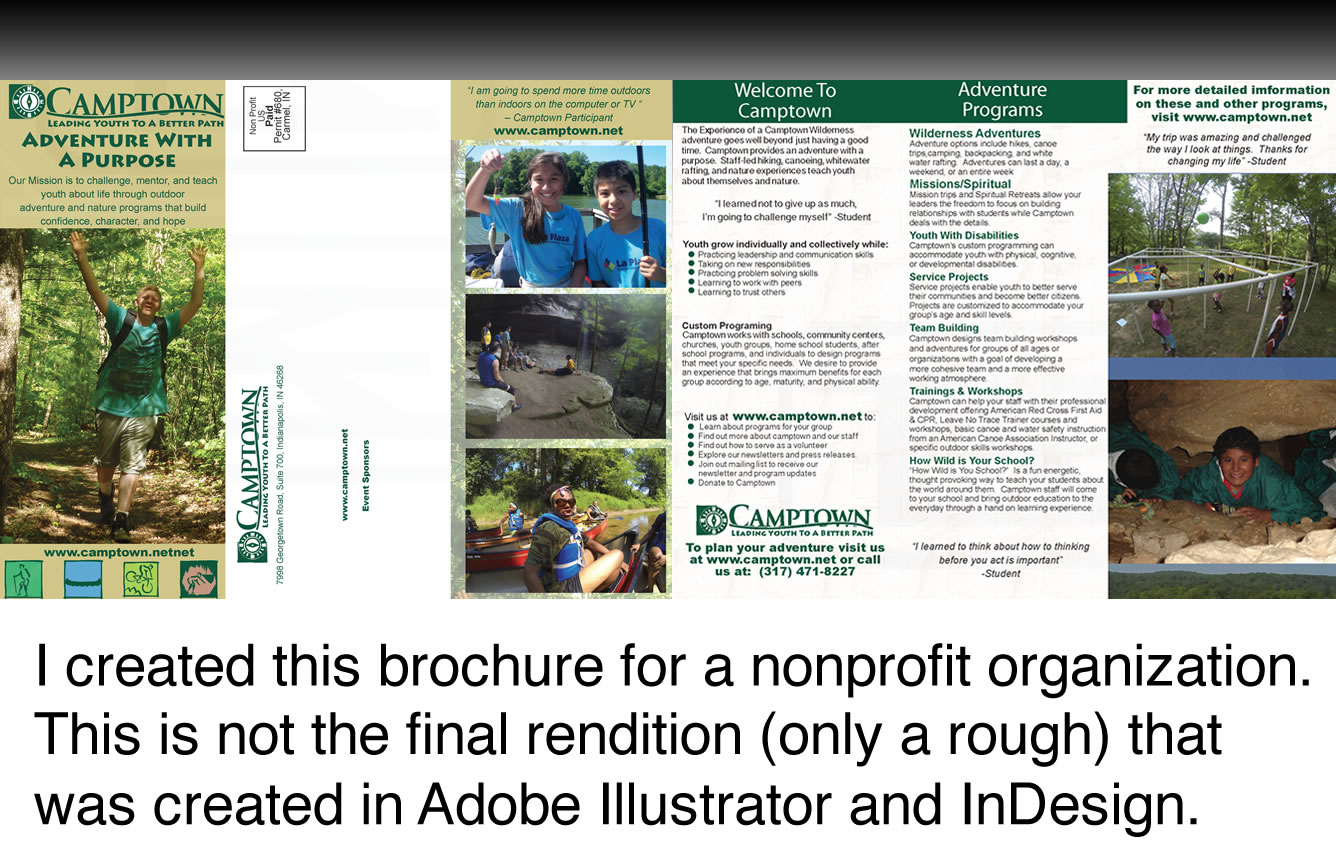 CAMPTOWN
LEADING YOUTH TO A BETTER PATH
ADVENTURE WITH
A PURPOSE
Our Mission is to challenge, mentor, and teach
youth about life through outdoor
adventure and nature programs that build
confidence, character, and hope
www.camptown.netnet
Non Profit
US
Paid
Permit #680,
Carmel, IN
CAMPTOWN
LEADING YOUTH TO A BETTER PATH
7998 Georgetown Road, Suite 700, Indianapolis, IN 46268
www.camptown.net
Event Sponsors
“I am going to spend more time outdoors
than indoors on the computer or TV ”
– Camptown Participant
www.camptown.net
La Plaza
La Pla
Welcome To
Camptown
The Experience of a Camptown Wilderness
adventure goes well beyond just having a good
time. Camptown provides an adventure with a
purpose. Staff-led hiking, canoeing, whitewater
rafting, and nature experiences teach youth
about themselves and nature.
“I learned not to give up as much,
I’m going to challenge myself” -Student
Youth grow individually and collectively while:
● Practicing leadership and communication skills
● Taking on new responsibilities
● Practicing problem solving skills
● Learning to work with peers
● Learning to trust others
Custom Programing
Camptown works with schools, community centers,
churches, youth groups, home school students, after
school programs, and individuals to design programs
that meet your specific needs. We desire to provide
an experience that brings maximum benefits for each
group according to age, maturity, and physical ability.
Visit us at www.camptown.net to:
● Learn about programs for your group
● Find out more about camptown and our staff
● Find out how to serve as a volunteer
● Explore our newsletters and press releases.
● Join out mailing list to receive our
newsletter and program updates
● Donate to Camptown
CAMPTOWN
LEADING YOUTH TO A BETTER PATH
To plan your adventure visit us
at www.camptown.net or call
us at: (317) 471-8227
Adventure
Programs
Wilderness Adventures
Adventure options include hikes, canoe
trips,camping, backpacking, and white
water rafting. Adventures can last a day, a
weekend, or an entire week
Missions/Spiritual
Mission trips and Spiritual Retreats allow your
leaders the freedom to focus on building
relationships with students while Camptown
deals with the details.
Youth With Disabilities
Camptown’s custom programming can
accommodate youth with physical, cognitive,
or developmental disabilities.
Service Projects
Service projects enable youth to better serve
their communities and become better citizens.
Projects are customized to accommodate your
group’s age and skill levels.
Team Building
Camptown designs team building workshops
and adventures for groups of all ages or
organizations with a goal of developing a
more cohesive team and a more effective
working atmosphere.
Trainings & Workshops
Camptown can help your staff with their professional
development offering American Red Cross First Aid
& CPR, Leave No Trace Trainer courses and
workshops, basic canoe and water safety instruction
from an American Canoe Association Instructor, or
specific outdoor skills workshops.
How Wild is Your School?
“How Wild is You School?” Is a fun energetic,
thought provoking way to teach your students about
the world around them. Camptown staff will come
to your school and bring outdoor education to the
everyday through a hand on learning experience.
“I learned to think about how to thinking
before you act is important”
-Student
For more detailed imformation
on these and other programs,
visit www.camptown.net
“My trip was amazing and challenged
the way I look at things. Thanks for
changing my life” -Student
I created this brochure for a nonprofit organization.
This is not the final rendition (only a rough) that
was created in Adobe Illustrator and InDesign.